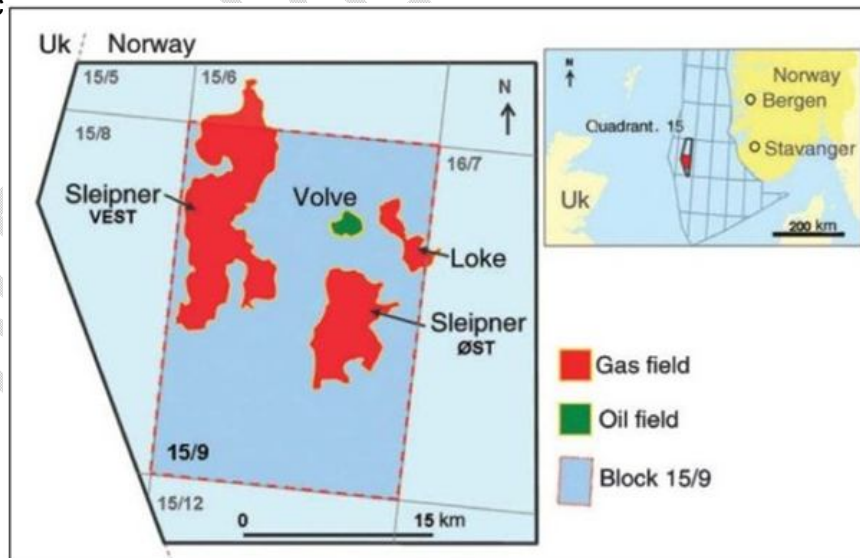 Uk Norway
15/5
15/6
N
15/8
16/7
Sleipner
VEST
Volve
Loke
Sleipner
ØST
15/9
15/12
0 15 km
N
Norway
Bergen
Quadrant. 15
Stavanger
Uk
200 km
Gas field
Oil field
Block 15/9